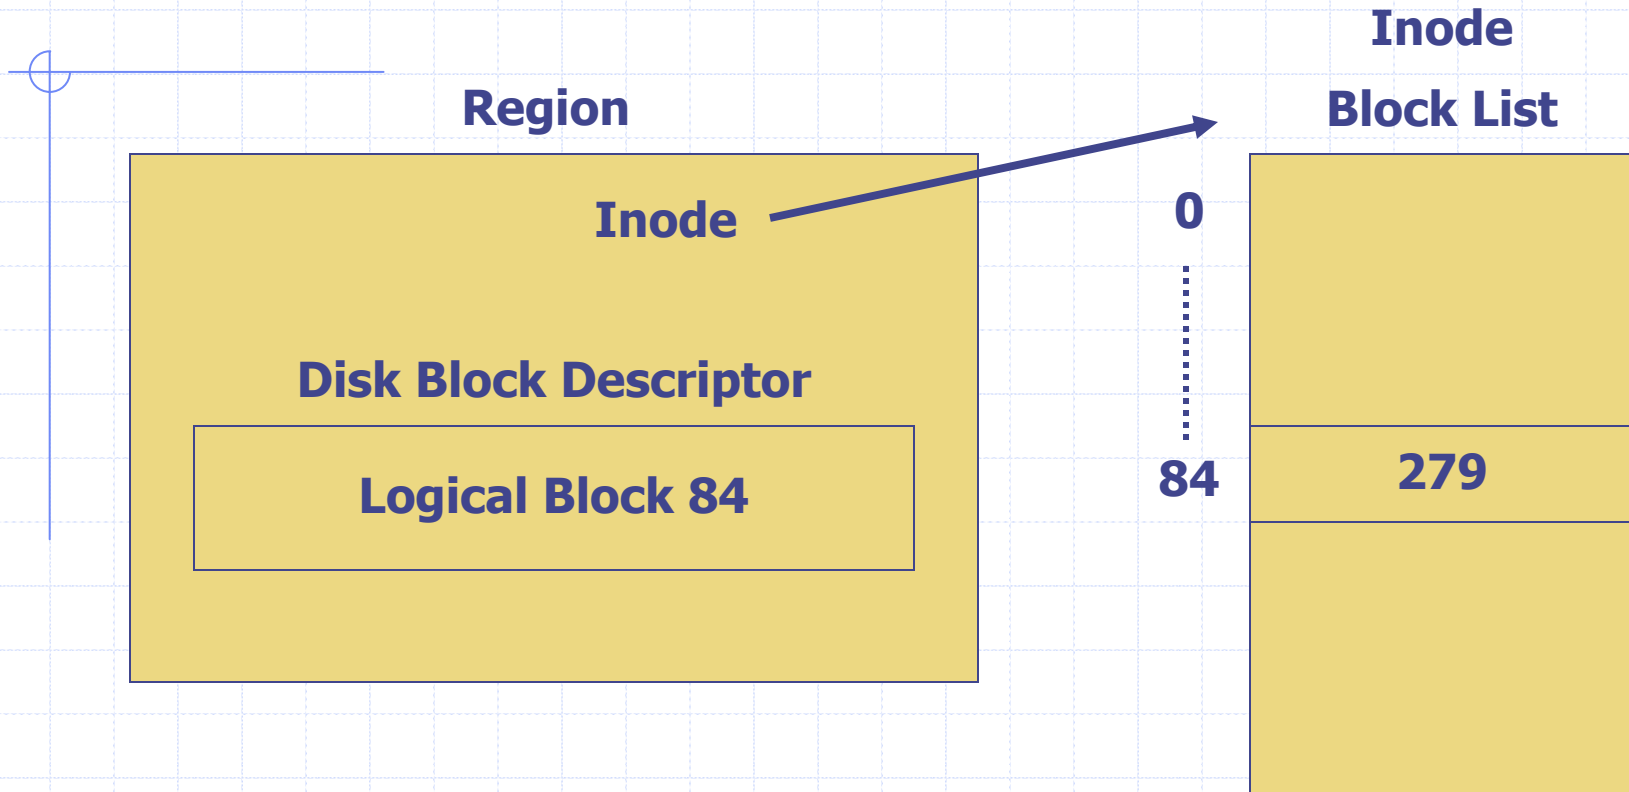 Inode
Block List
Region
Inode
0
Disk Block Descriptor
Logical Block 84
84
279